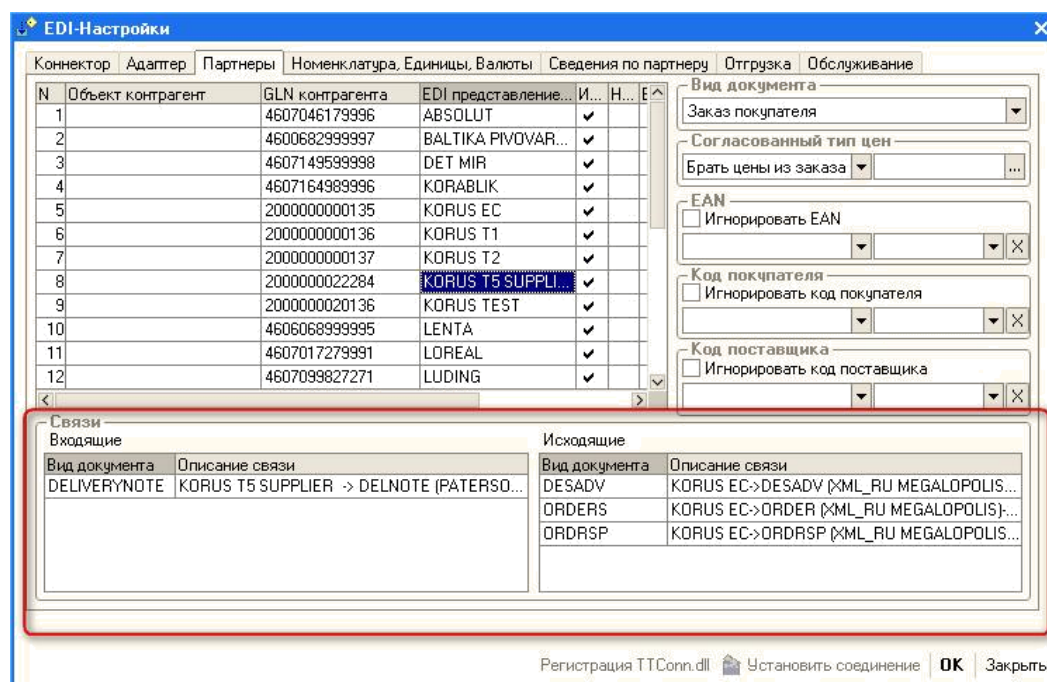 EDI-Настройки
Коннектор Адаптер Партнеры Номенклатура, Единицы, Валюты Сведения по партнеру Отгрузка Обслуживание
N Объект контрагент GLN контрагента EDI представление... И... Н... Е
1 4607046179996 ABSOLUT
2 4600682999997 BALTIKA PIVOVAR...
3 4607149599998 DET MIR
4 4607164989996 KORABLIK
5 2000000000135 KORUS EC
6 2000000000136 KORUS T1
7 2000000000137 KORUS T2
8 2000000022284 KORUS T5 SUPPLI...
9 2000000020136 KORUS TEST
10 4606068999995 LENTA
11 4607017279991 LOREAL
12 4607099827271 LUDING
Вид документа
Заказ покупателя
Согласованный тип цен
Брать цены из заказа ...
EAN
Игнорировать EAN
X
Код покупателя
Игнорировать код покупателя
X
Код поставщика
Игнорировать код поставщика
X
Связи
Входящие
Вид документа Описание связи
DELIVERYNOTE KORUS T5 SUPPLIER -> DELNOTE (PATERSO...
Исходящие
Вид документа Описание связи
DESADV KORUS EC->DESADV (XML_RU MEGALOPOLIS...
ORDERS KORUS EC->ORDER (XML_RU MEGALOPOLIS)-...
ORDRSP KORUS EC->ORDRSP (XML_RU MEGALOPOLIS...
Регистрация TTConn.dll Установить соединение OK Закрыть